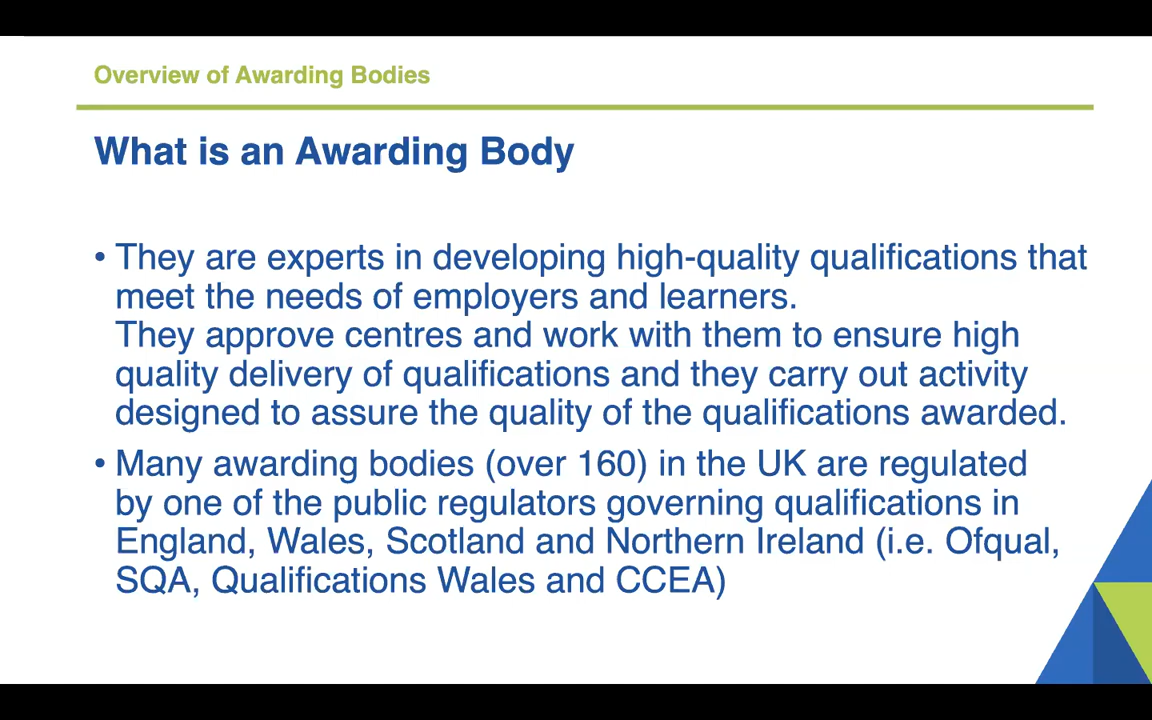 Overview of Awarding Bodies
What is an Awarding Body
• They are experts in developing high-quality qualifications that
meet the needs of employers and learners.
They approve centres and work with them to ensure high
quality delivery of qualifications and they carry out activity
designed to assure the quality of the qualifications awarded.
• Many awarding bodies (over 160) in the UK are regulated
by one of the public regulators governing qualifications in
England, Wales, Scotland and Northern Ireland (i.e. Ofqual,
SQA, Qualifications Wales and CCEA)